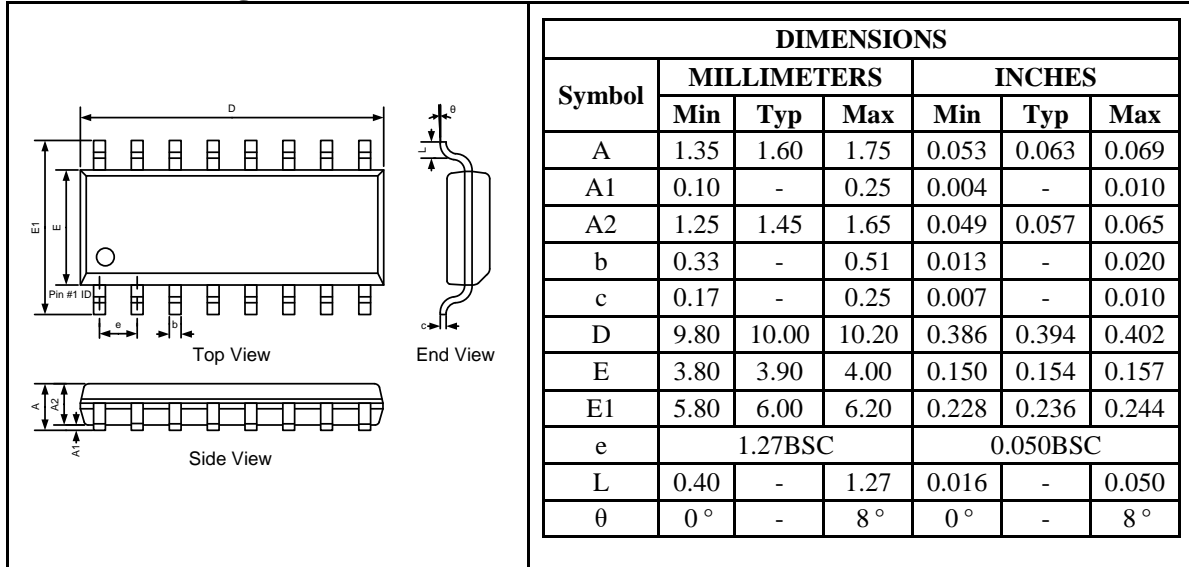 D
θ
L
E1
E
Pin #1 ID
e
b
c
Top View
End View
A
A2
A1
Side View
DIMENSIONS
Symbol MILLIMETERS INCHES
Min Typ Max Min Typ Max
A 1.35 1.60 1.75 0.053 0.063 0.069
A1 0.10 - 0.25 0.004 - 0.010
A2 1.25 1.45 1.65 0.049 0.057 0.065
b 0.33 - 0.51 0.013 - 0.020
c 0.17 - 0.25 0.007 - 0.010
D 9.80 10.00 10.20 0.386 0.394 0.402
E 3.80 3.90 4.00 0.150 0.154 0.157
E1 5.80 6.00 6.20 0.228 0.236 0.244
e 1.27BSC 0.050BSC
L 0.40 - 1.27 0.016 - 0.050
θ 0 ° - 8 ° 0 ° - 8 °